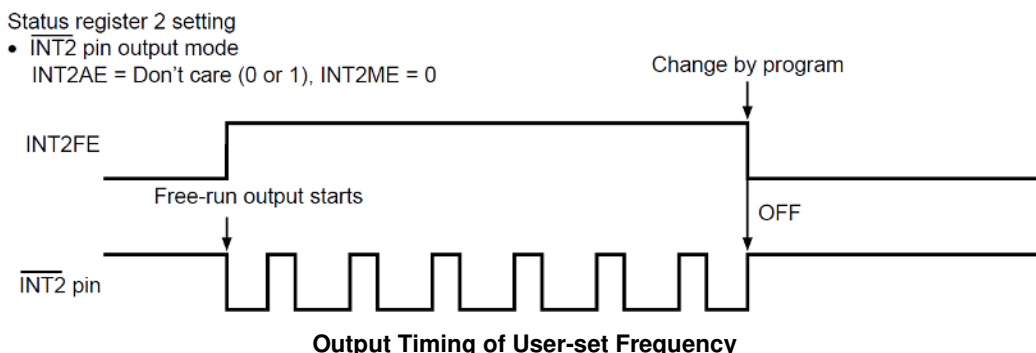 Status register 2 setting
• INT2 pin output mode
INT2AE = Don't care (0 or 1), INT2ME = 0
Change by program
INT2FE
Free-run output starts
OFF
INT2 pin
Output Timing of User-set Frequency